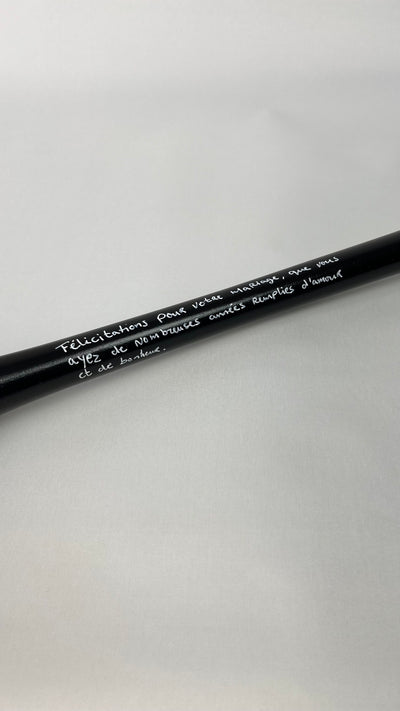 Félicitations pour votre mariage, que vous
ayez de nombreuses années remplies d'amour
et de bonheur.